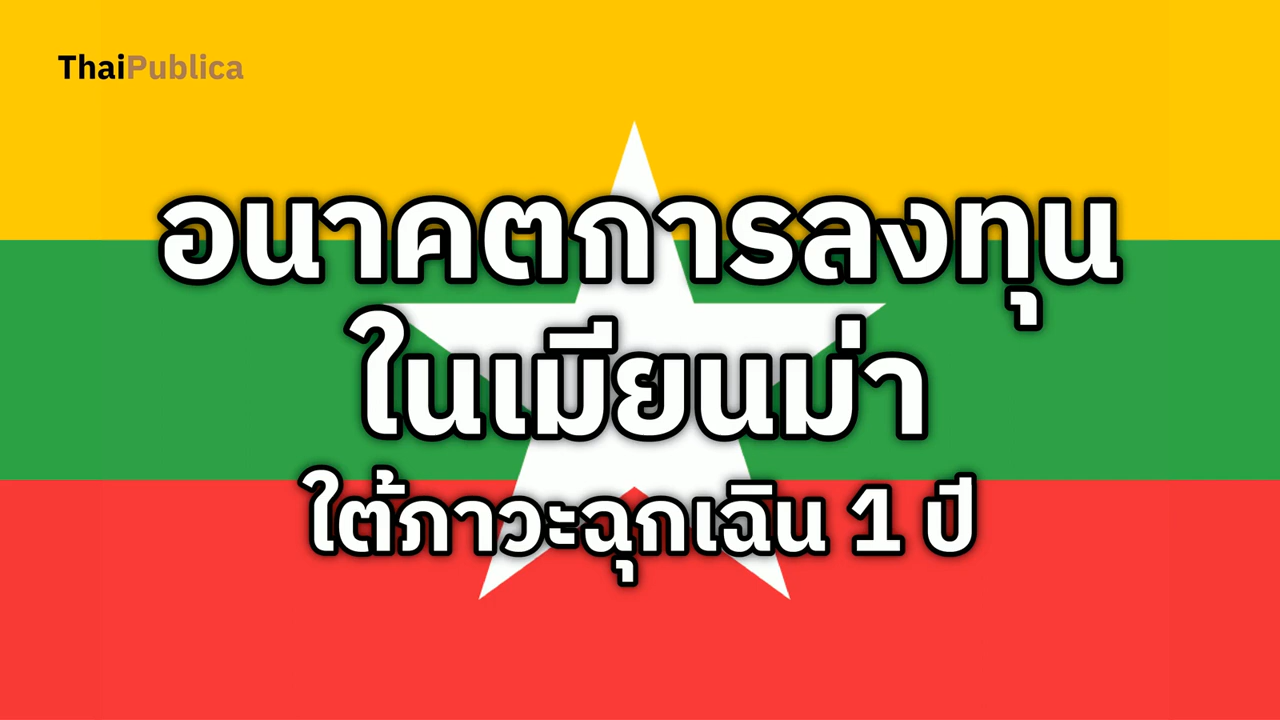 ThaiPublica
อนาคตการลงทุน
ในเมียนม่า
ใต้ภาวะฉุกเฉิน 1 ปี